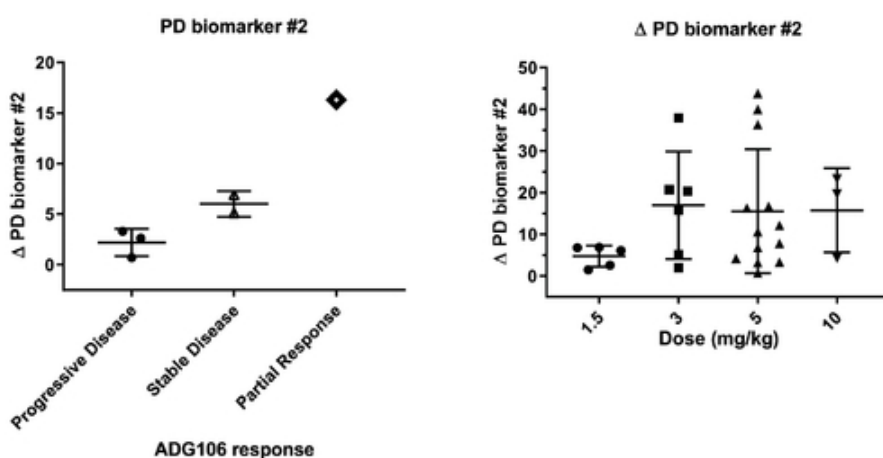 PD biomarker #2
Δ PD biomarker #2
20
15
10
5
0
Progressive Disease
Stable Disease
Partial Response
ADG106 response
Δ PD biomarker #2
Δ PD biomarker #2
50
40
30
20
10
0
1.5
3
5
10
Dose (mg/kg)